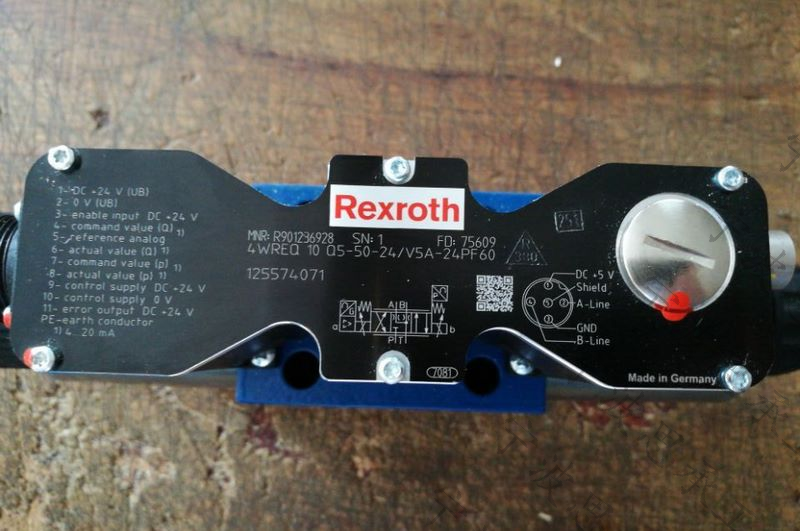 1- DC +24 V (UB)
2- 0 V (UB)
3- enable input DC +24 V
4- command value (Q) 1)
5- reference analog
6- actual value (Q) 1)
7- command value (p) 1)
8- actual value (p) 1)
9- control supply DC +24 V
10- control supply 0 V
11- error output DC +24 V
PE-earth conductor
1) 4...20 mA
Rexroth
MNR: R901236928 SN: 1 FD: 75609
4WREQ 10 Q5-50-24/V5A-24PF60
125574071
A B
a b
P T
7081
DC +5 V
Shield
A-Line
GND
B-Line
Made in Germany